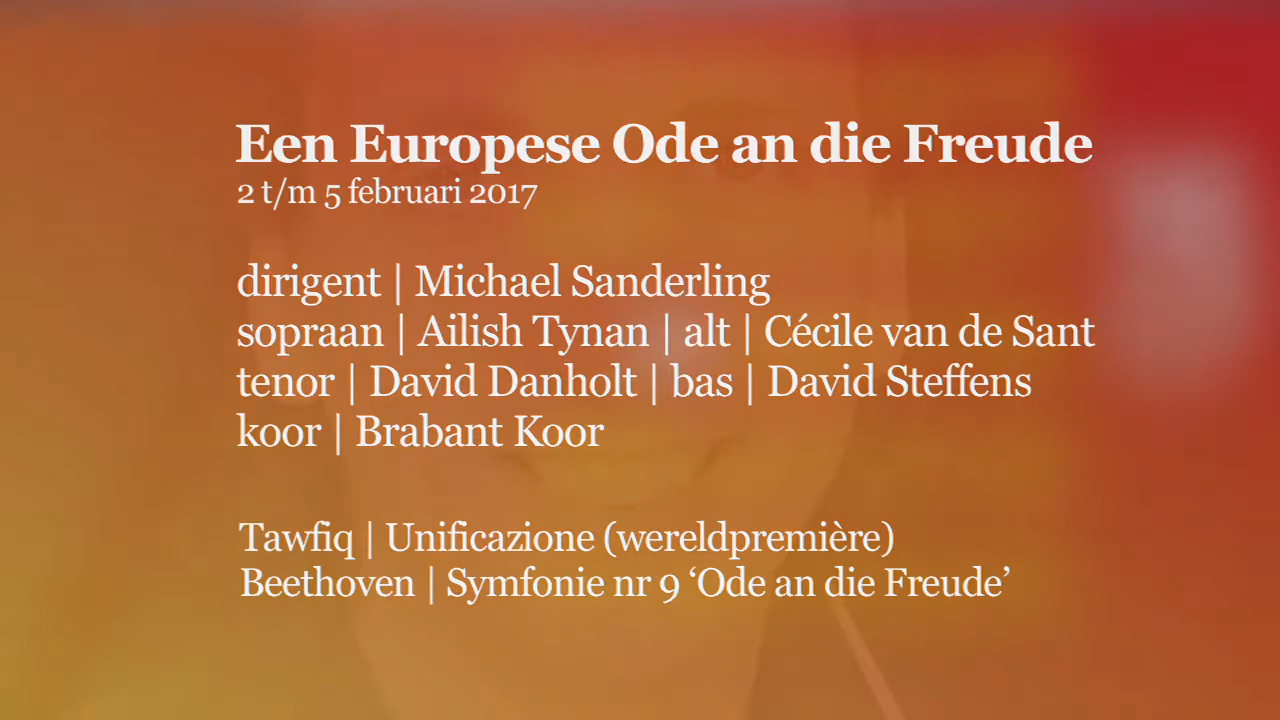 Een Europese Ode an die Freude
2 t/m 5 februari 2017
dirigent | Michael Sanderling
sopraan | Ailish Tynan | alt | Cécile van de Sant
tenor | David Danholt | bas | David Steffens
koor | Brabant Koor
Tawfiq | Unificazione (wereldpremière)
Beethoven | Symfonie nr 9 ‘Ode an die Freude’